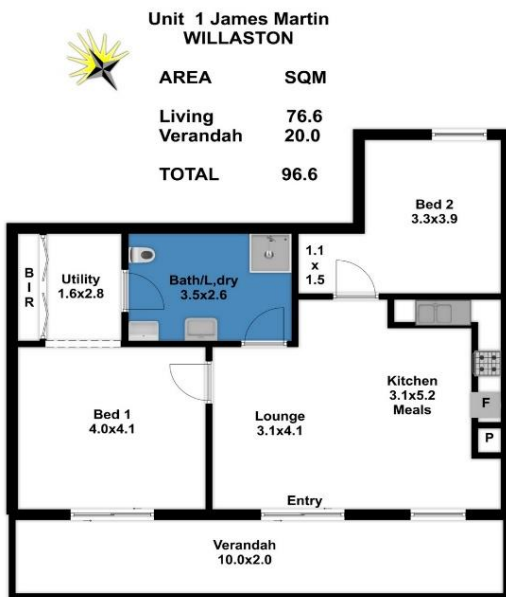 Unit 1 James Martin
WILLASTON
AREA SQM
Living 76.6
Verandah 20.0
TOTAL 96.6
Bed 2
3.3x3.9
1.1
x
1.5
BIR
Utility
1.6x2.8
Bath/L,dry
3.5x2.6
Bed 1
4.0x4.1
Lounge
3.1x4.1
Kitchen
3.1x5.2
Meals
F
P
Entry
Verandah
10.0x2.0